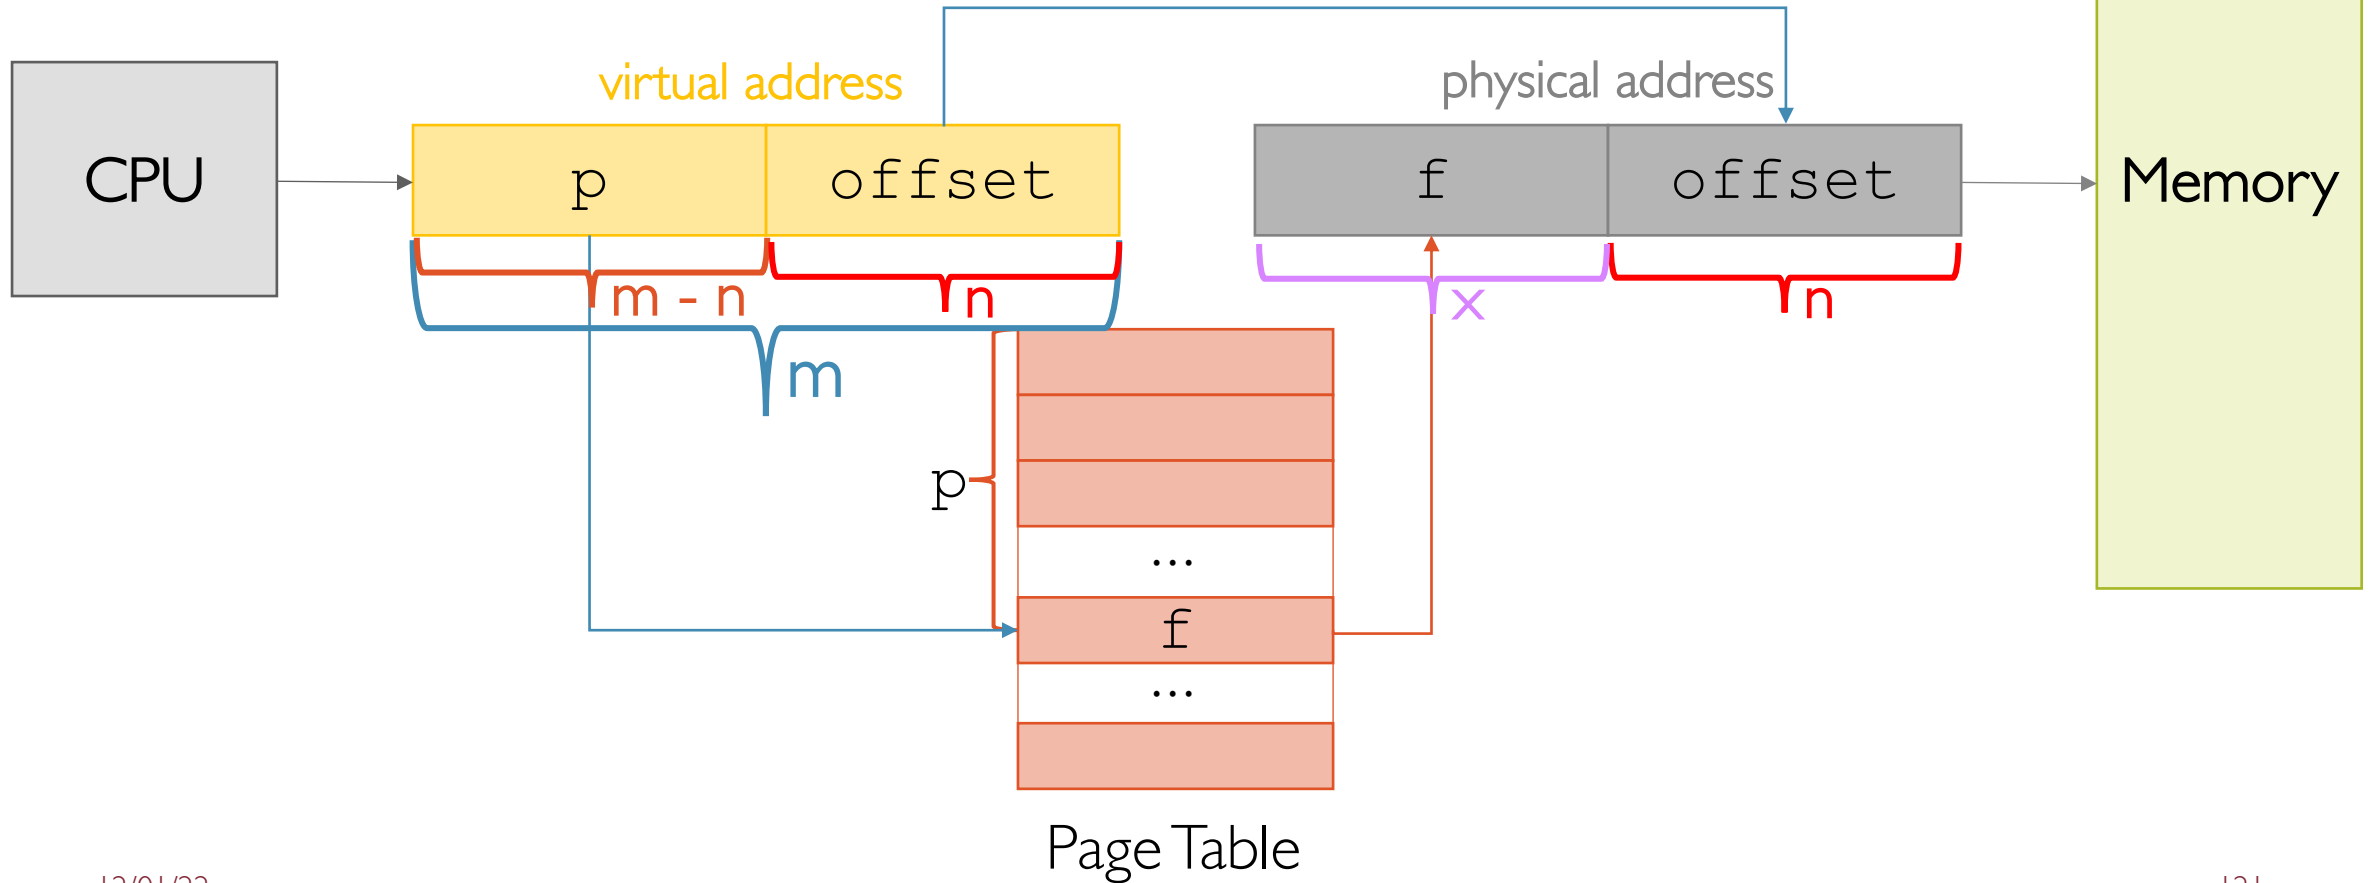 virtual address
physical address
CPU
p
offset
f
offset
Memory
m - n
n
x
n
m
p
...
f
...
Page Table